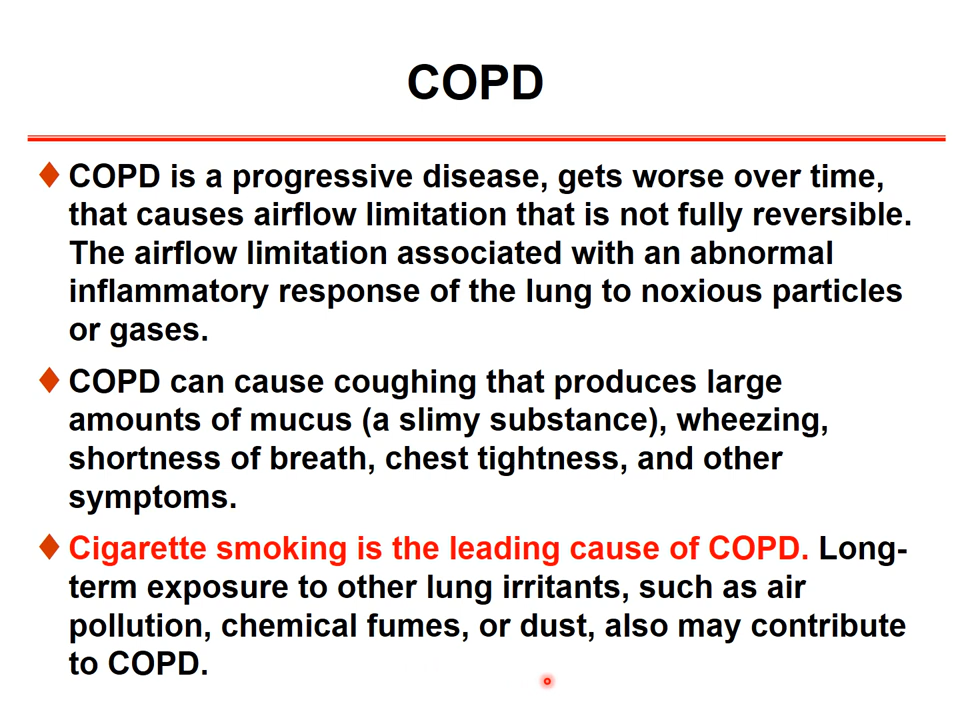 COPD
COPD is a progressive disease, gets worse over time,
that causes airflow limitation that is not fully reversible.
The airflow limitation associated with an abnormal
inflammatory response of the lung to noxious particles
or gases.
COPD can cause coughing that produces large
amounts of mucus (a slimy substance), wheezing,
shortness of breath, chest tightness, and other
symptoms.
Cigarette smoking is the leading cause of COPD. Long-
term exposure to other lung irritants, such as air
pollution, chemical fumes, or dust, also may contribute
to COPD.